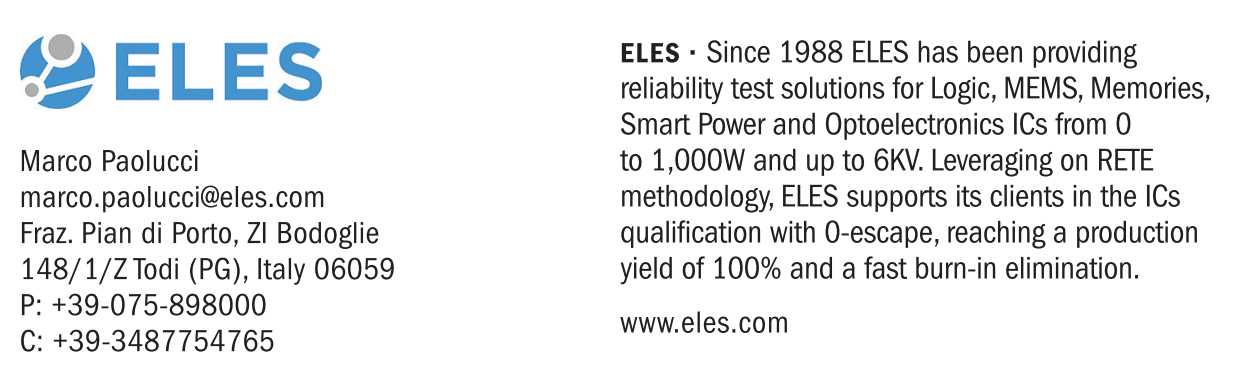 ELES
Marco Paolucci
marco.paolucci@eles.com
Fraz. Pian di Porto, ZI Bodoglie
148/1/Z Todi (PG), Italy 06059
P: +39-075-898000
C: +39-3487754765
ELES · Since 1988 ELES has been providing
reliability test solutions for Logic, MEMS, Memories,
Smart Power and Optoelectronics ICs from 0
to 1,000W and up to 6KV. Leveraging on RETE
methodology, ELES supports its clients in the ICs
qualification with 0-escape, reaching a production
yield of 100% and a fast burn-in elimination.
www.eles.com